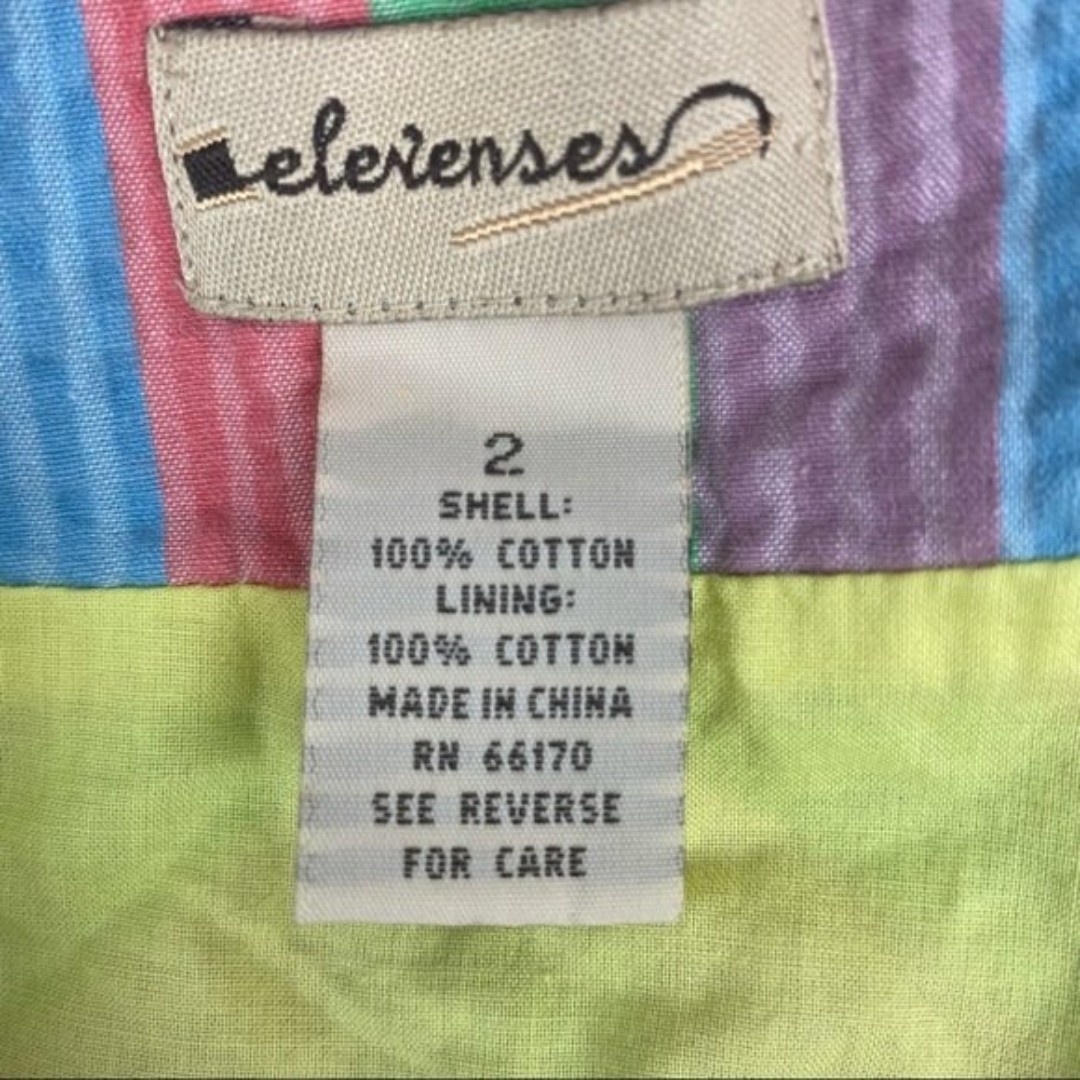 elevenses
2
SHELL:
100% COTTON
LINING:
100% COTTON
MADE IN CHINA
RN 66170
SEE REVERSE
FOR CARE